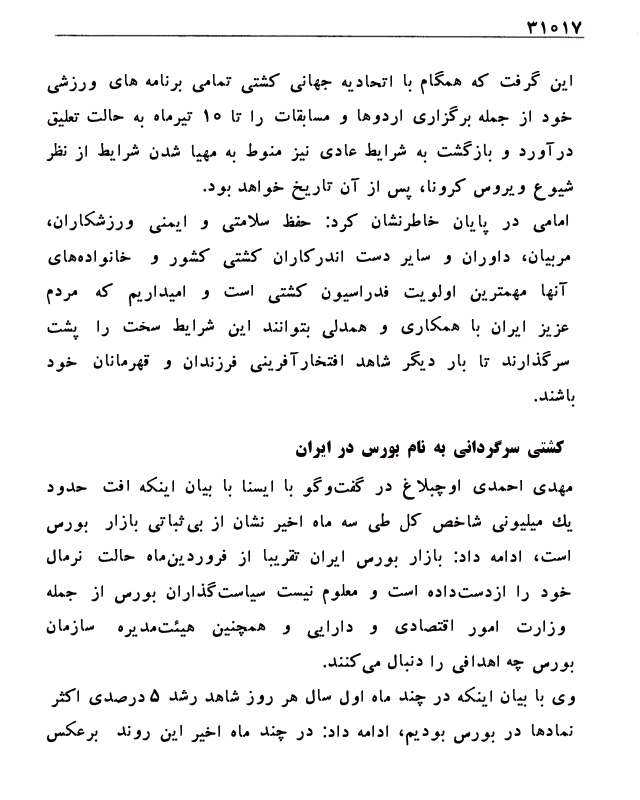 ۳۱۰۱۷
این گرفت که همگام با اتحادیه جهانی کشتی تمامی برنامه های ورزشی
خود از جمله برگزاری اردوها و مسابقات را تا ۱۰ تیرماه به حالت تعلیق
درآورد و بازگشت به شرایط عادی نیز منوط به مهیا شدن شرایط از نظر
شیوع ویروس کرونا، پس از آن تاریخ خواهد بود.
امامی در پایان خاطرنشان کرد: حفظ سلامتی و ایمنی ورزشکاران،
مربیان، داوران و سایر دست اندرکاران کشتی کشور و خانواده‌های
آنها مهمترین اولویت فدراسیون کشتی است و امیداریم که مردم
عزیز ایران با همکاری و همدلی بتوانند این شرایط سخت را پشت
سرگذارند تا بار دیگر شاهد افتخارآفرینی فرزندان و قهرمانان خود
باشند.
کشتی سرگردانی به نام بورس در ایران
مهدی احمدی اوچبلاغ در گفت‌وگو با ایسنا با بیان اینکه افت حدود
یك میلیونی شاخص کل طی سه ماه اخیر نشان از بی‌ثباتی بازار بورس
است، ادامه داد: بازار بورس ایران تقریبا از فروردین‌ماه حالت نرمال
خود را ازدست‌داده است و معلوم نیست سیاست‌گذاران بورس از جمله
وزارت امور اقتصادی و دارایی و همچنین هیئت‌مدیره سازمان
بورس چه اهدافی را دنبال می‌کنند.
وی با بیان اینکه در چند ماه اول سال هر روز شاهد رشد ۵ درصدی اکثر
نمادها در بورس بودیم، ادامه داد: در چند ماه اخیر این روند برعکس